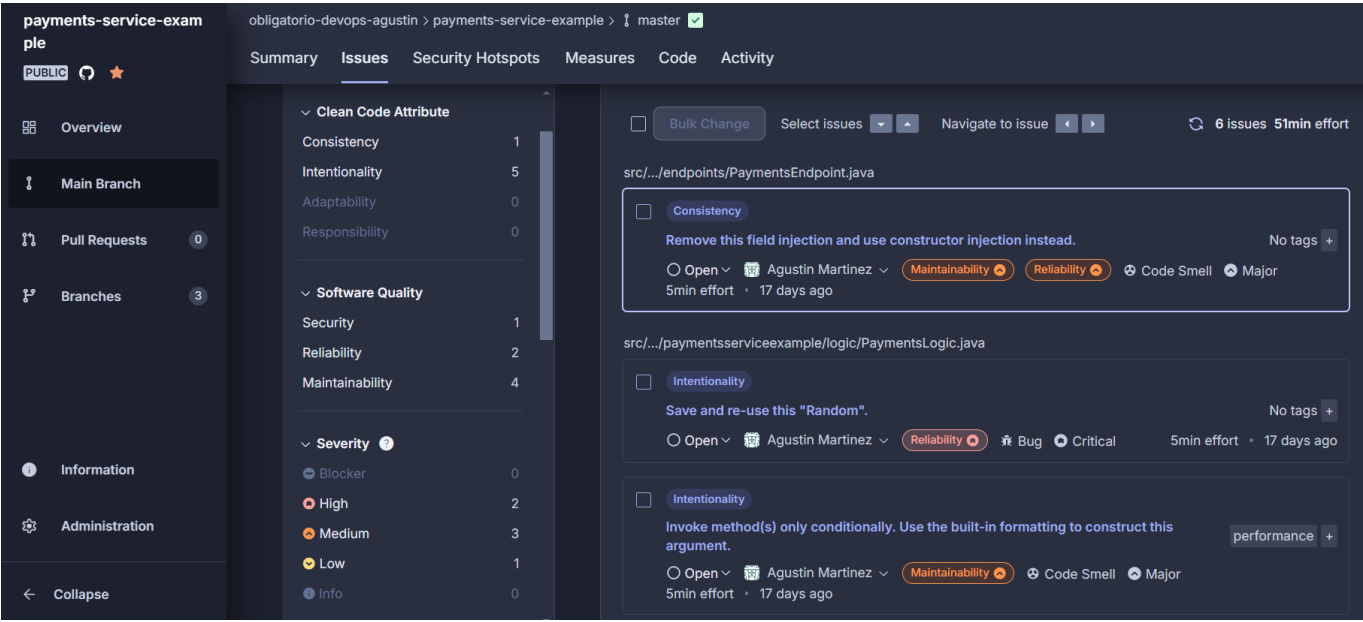 payments-service-exam
ple
PUBLIC
Overview
Main Branch
Pull Requests 0
Branches 3
Information
Administration
Collapse
obligatorio-devops-agustin > payments-service-example > master
Summary Issues Security Hotspots Measures Code Activity
Clean Code Attribute
Consistency 1
Intentionality 5
Adaptability 0
Responsibility 0
Software Quality
Security 1
Reliability 2
Maintainability 4
Severity ?
Blocker 0
High 2
Medium 3
Low 1
Info 0
Bulk Change Select issues Navigate to issue 6 issues 51min effort
src/.../endpoints/PaymentsEndpoint.java
Consistency
Remove this field injection and use constructor injection instead. No tags +
Open Agustin Martinez Maintainability Reliability Code Smell Major
5min effort • 17 days ago
src/.../paymentsserviceexample/logic/PaymentsLogic.java
Intentionality
Save and re-use this "Random". No tags +
Open Agustin Martinez Reliability Bug Critical 5min effort • 17 days ago
Intentionality
Invoke method(s) only conditionally. Use the built-in formatting to construct this
argument. performance +
Open Agustin Martinez Maintainability Code Smell Major
5min effort • 17 days ago